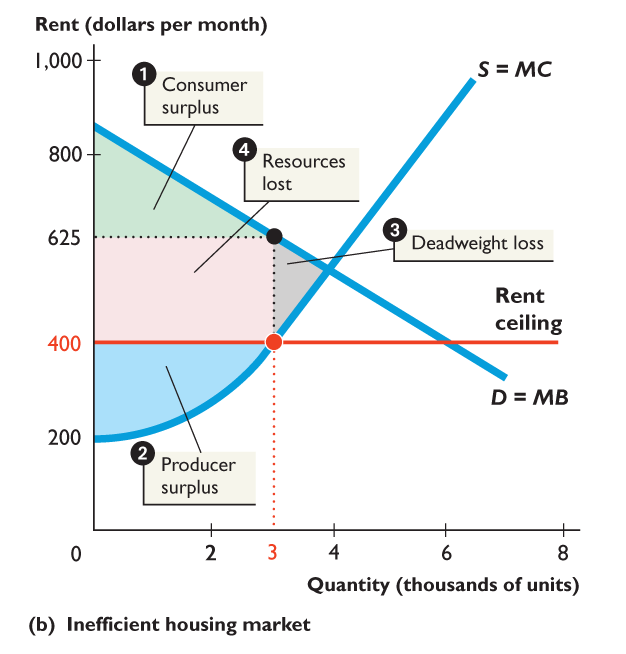 Rent (dollars per month)
1,000
S = MC
1
Consumer
surplus
4
Resources
lost
800
3
Deadweight loss
625
Rent
ceiling
400
D = MB
200
2
Producer
surplus
0
2
3
4
6
8
Quantity (thousands of units)
(b) Inefficient housing market